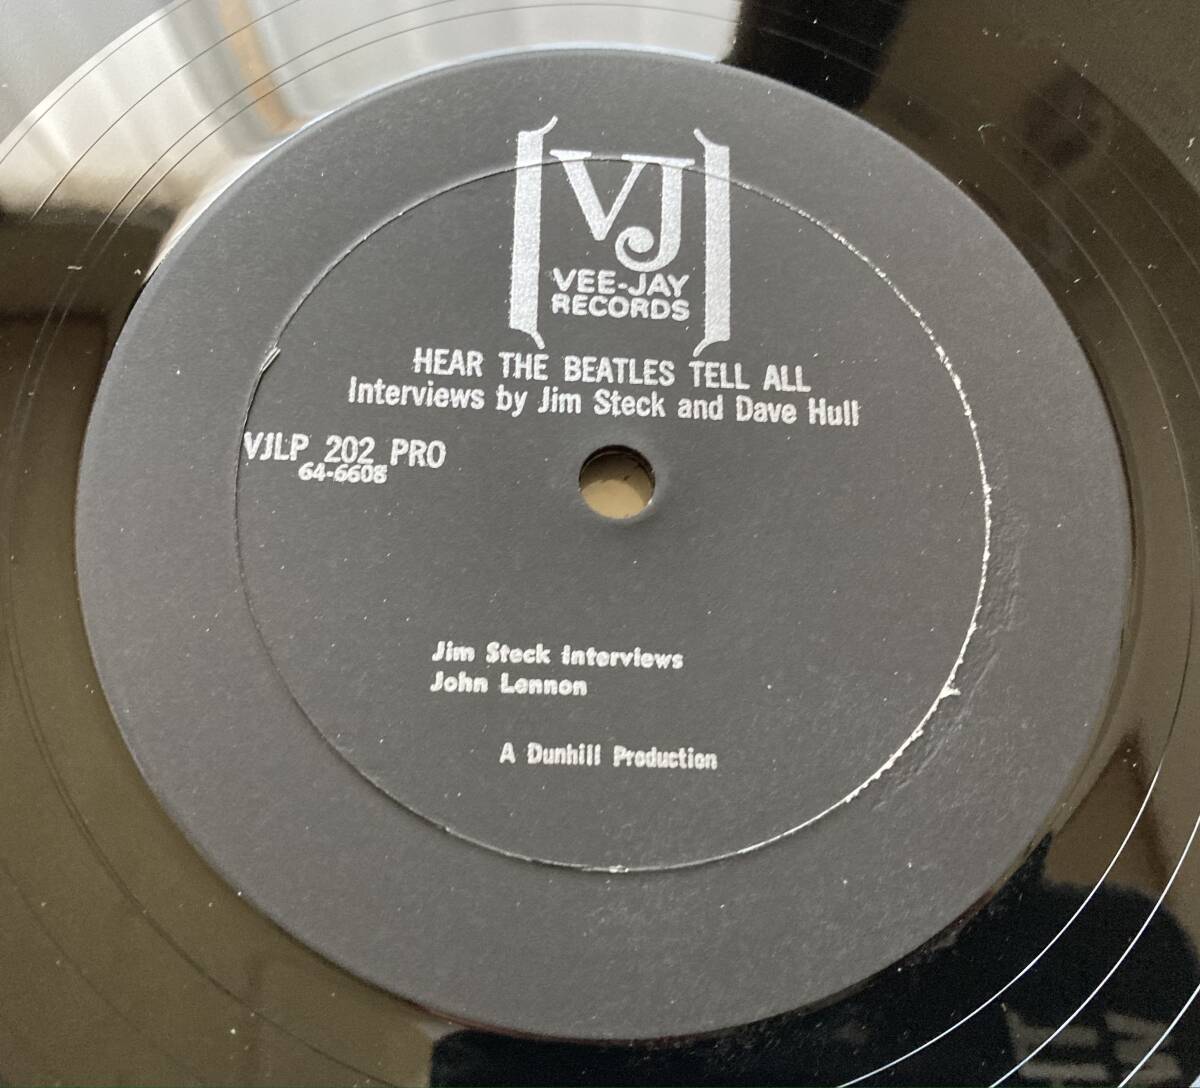 VJ
VEE-JAY
RECORDS
HEAR THE BEATLES TELL ALL
Interviews by Jim Steck and Dave Hull
VJLP 202 PRO
64-6608
Jim Steck interviews
John Lennon
A Dunhill Production